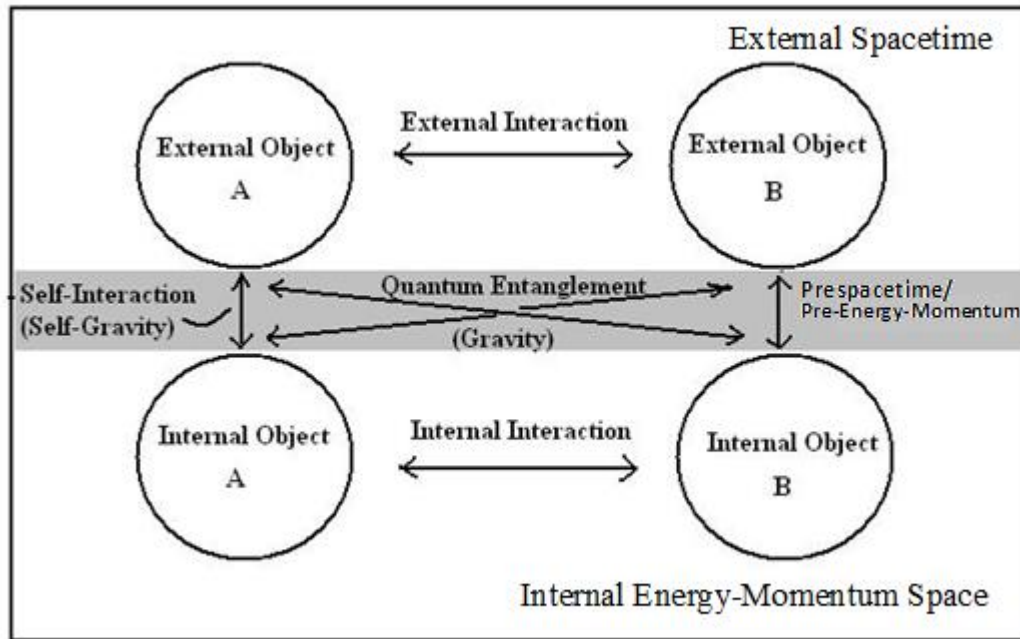 External Spacetime
External Interaction
External Object
A
External Object
B
Self-Interaction
(Self-Gravity)
Quantum Entanglement
(Gravity)
Prespacetime/
Pre-Energy-Momentum
Internal Object
A
Internal Interaction
Internal Object
B
Internal Energy-Momentum Space